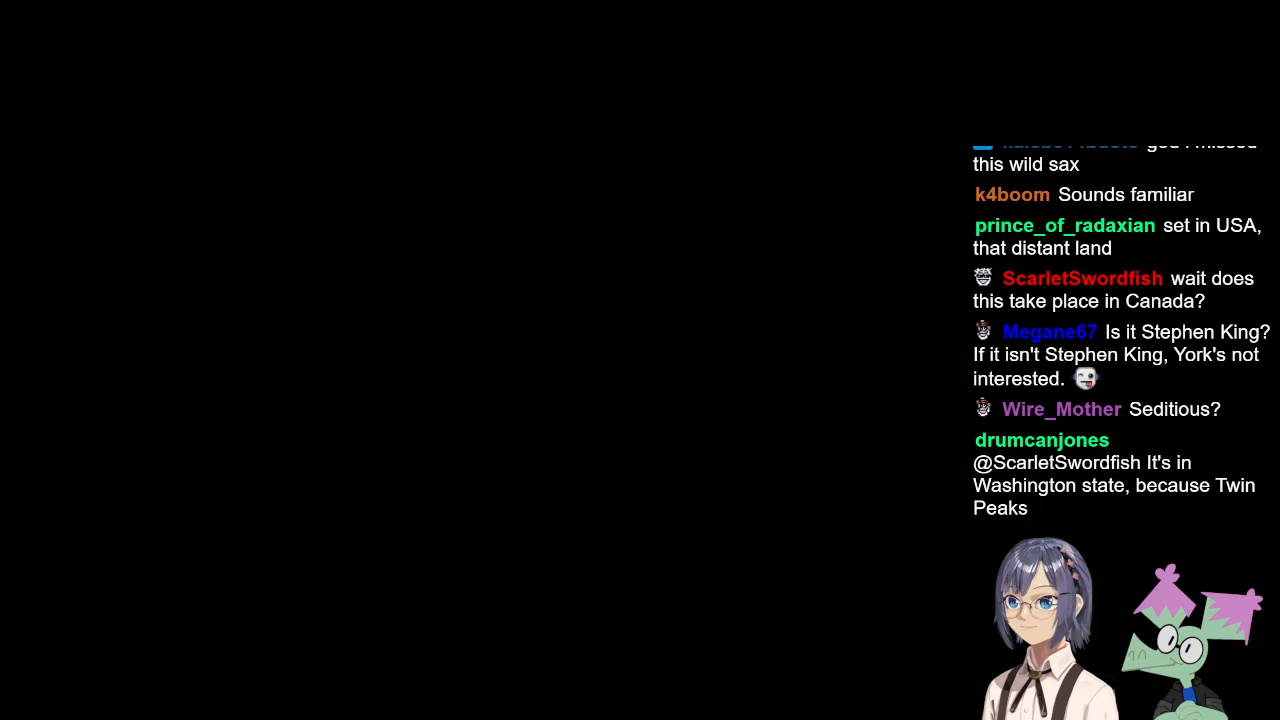 this wild sax
k4boom Sounds familiar
prince_of_radaxian set in USA,
that distant land
ScarletSwordfish wait does
this take place in Canada?
Megane67 Is it Stephen King?
If it isn't Stephen King, York's not
interested.
Wire_Mother Seditious?
drumcanjones
@ScarletSwordfish It's in
Washington state, because Twin
Peaks